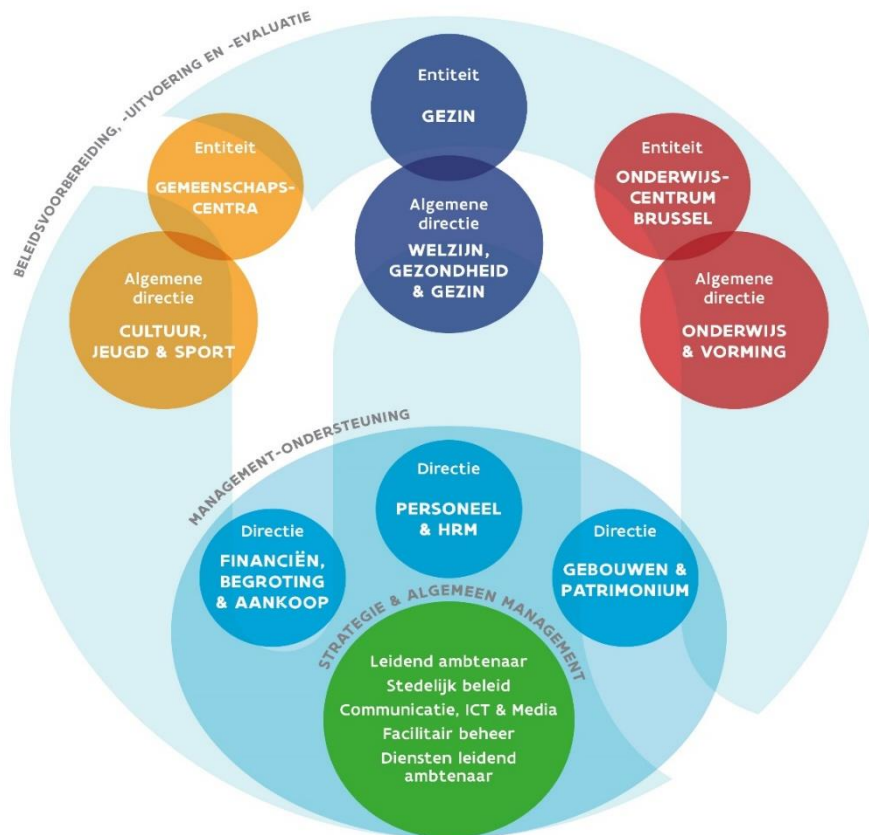 BELEIDSVOORBEREIDING, -UITVOERING EN -EVALUATIE
Entiteit
GEZIN
Entiteit
GEMEENSCHAPS-
CENTRA
Entiteit
ONDERWIJS-
CENTRUM
BRUSSEL
Algemene
directie
WELZIJN,
GEZONDHEID
& GEZIN
Algemene
directie
CULTUUR,
JEUGD & SPORT
Algemene
directie
ONDERWIJS
& VORMING
MANAGEMENT-ONDERSTEUNING
Directie
PERSONEEL
& HRM
Directie
FINANCIËN,
BEGROTING
& AANKOOP
Directie
GEBOUWEN &
PATRIMONIUM
STRATEGIE & ALGEMEEN MANAGEMENT
Leidend ambtenaar
Stedelijk beleid
Communicatie, ICT & Media
Facilitair beheer
Diensten leidend
ambtenaar